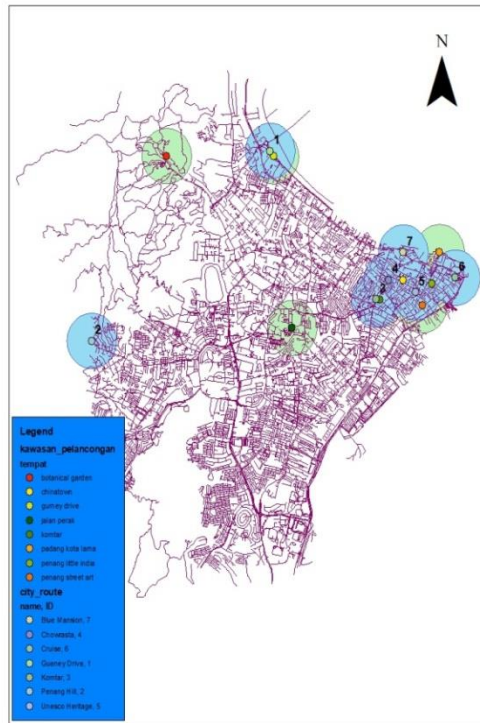 N
1
7
4
6
5
3
2
Legend
kawasan_pelancongan
tempat
botanical garden
chinatown
gurney drive
jalan perak
komtar
padang kota lama
penang little india
penang street art
city_route
name, ID
Blue Mansion, 7
Chowrasta, 4
Cruise, 6
Gurney Drive, 1
Komtar, 3
Penang Hill, 2
Unesco Heritage, 5